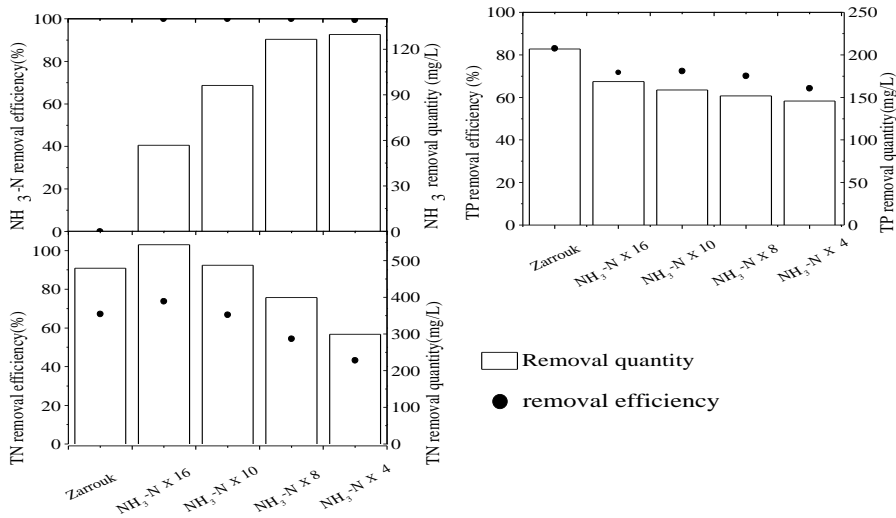 100
80
60
40
20
0
NH3-N removal efficiency(%)
120
90
60
30
0
NH3 removal quantity (mg/L)
100
80
60
40
20
0
TN removal efficiency(%)
500
400
300
200
100
0
TN removal quantity(mg/L)
Zarrouk
NH3-N X 16
NH3-N X 10
NH3-N X 8
NH3-N X 4
100
80
60
40
20
0
TP removal efficiency (%)
250
200
150
100
50
0
TP removal quantity(mg/L)
Zarrouk
NH3-N X 16
NH3-N X 10
NH3-N X 8
NH3-N X 4
Removal quantity
removal efficiency